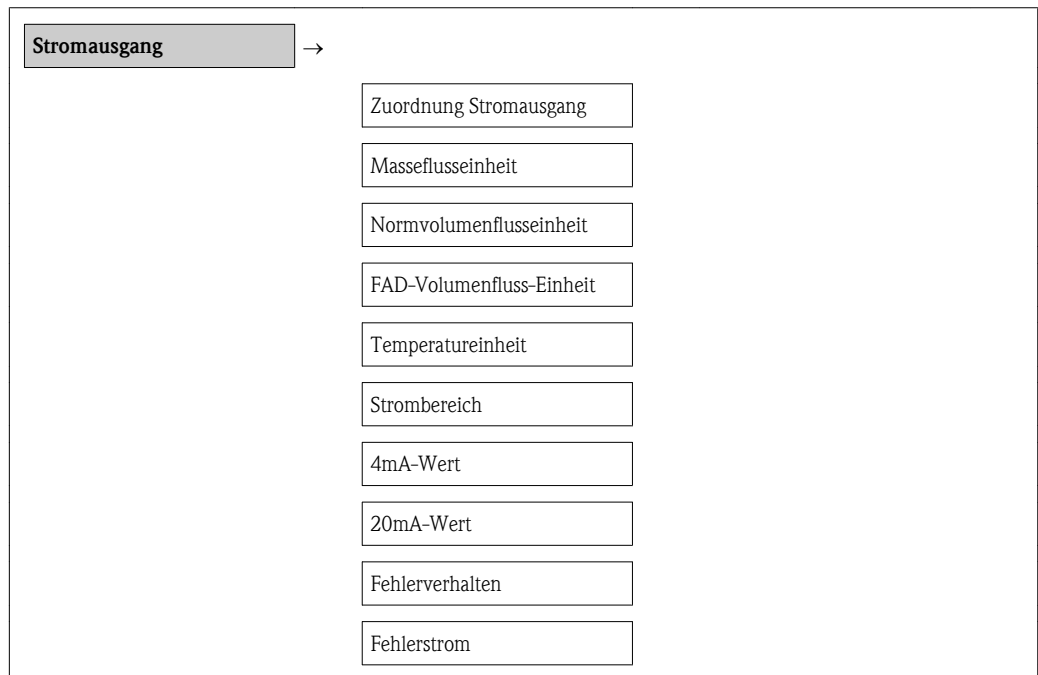 Stromausgang →
Zuordnung Stromausgang
Masseflusseinheit
Normvolumenflusseinheit
FAD-Volumenfluss-Einheit
Temperatureinheit
Strombereich
4mA-Wert
20mA-Wert
Fehlerverhalten
Fehlerstrom